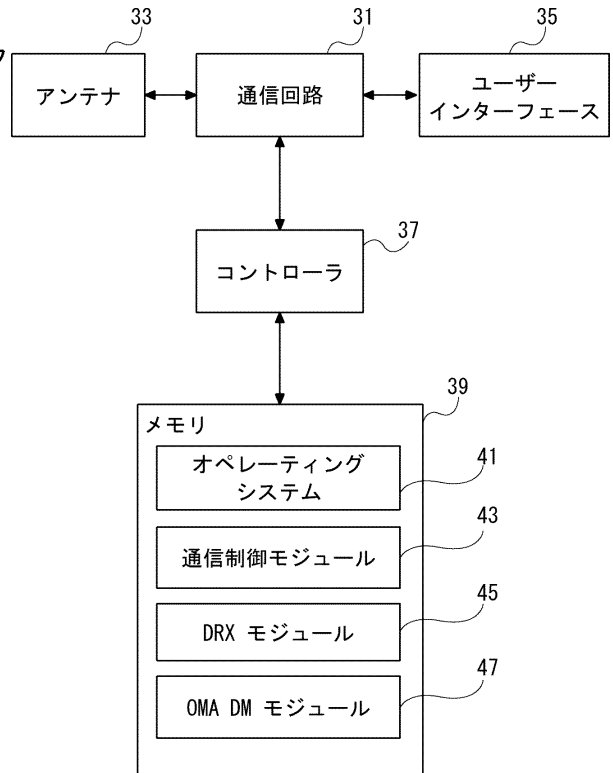 33
31
35
アンテナ
通信回路
ユーザー
インターフェース
37
コントローラ
39
メモリ
オペレーティング
システム
41
通信制御モジュール
43
DRX モジュール
45
OMA DM モジュール
47